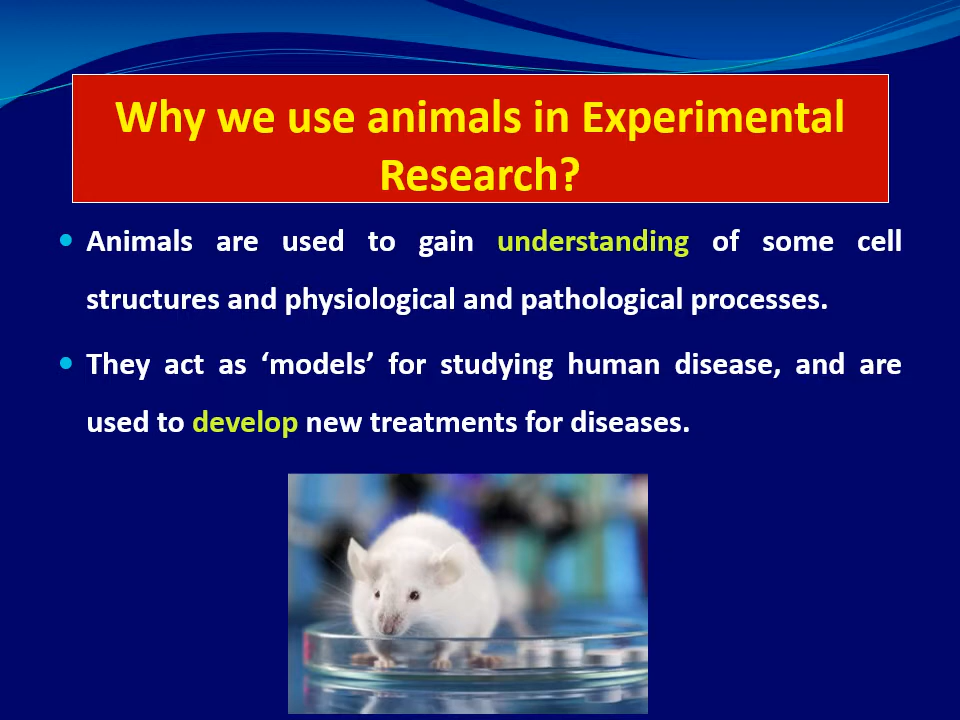 Why we use animals in Experimental
Research?
Animals are used to gain understanding of some cell
structures and physiological and pathological processes.
They act as ‘models’ for studying human disease, and are
used to develop new treatments for diseases.